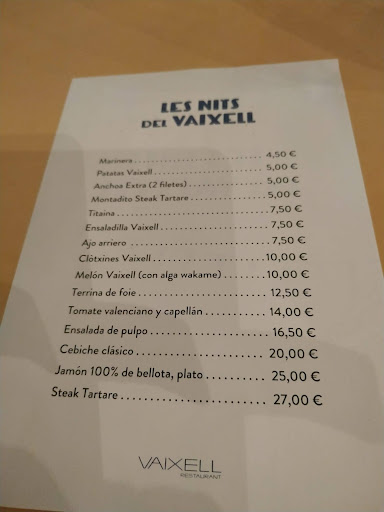 LES NITS
DEL VAIXELL
Marinera . . . . . . . . . . . . . . . . . . . . . . . . . . . 4,50 €
Patatas Vaixell . . . . . . . . . . . . . . . . . . . . . . . 5,00 €
Anchoa Extra (2 filetes) . . . . . . . . . . . . . . . . 5,00 €
Montadito Steak Tartare . . . . . . . . . . . . . . . 5,00 €
Titaina . . . . . . . . . . . . . . . . . . . . . . . . . . . . 7,50 €
Ensaladilla Vaixell . . . . . . . . . . . . . . . . . . . . 7,50 €
Ajo arriero . . . . . . . . . . . . . . . . . . . . . . . . . 7,50 €
Clòtxines Vaixell . . . . . . . . . . . . . . . . . . . . 10,00 €
Melón Vaixell (con alga wakame) . . . . . . . . 10,00 €
Terrina de foie . . . . . . . . . . . . . . . . . . . . . . 12,50 €
Tomate valenciano y capellán . . . . . . . . . . . 14,00 €
Ensalada de pulpo . . . . . . . . . . . . . . . . . . . 16,50 €
Cebiche clásico . . . . . . . . . . . . . . . . . . . . . 20,00 €
Jamón 100% de bellota, plato . . . . . . . . . . 25,00 €
Steak Tartare . . . . . . . . . . . . . . . . . . . . . . . 27,00 €
VAIXELL
RESTAURANT